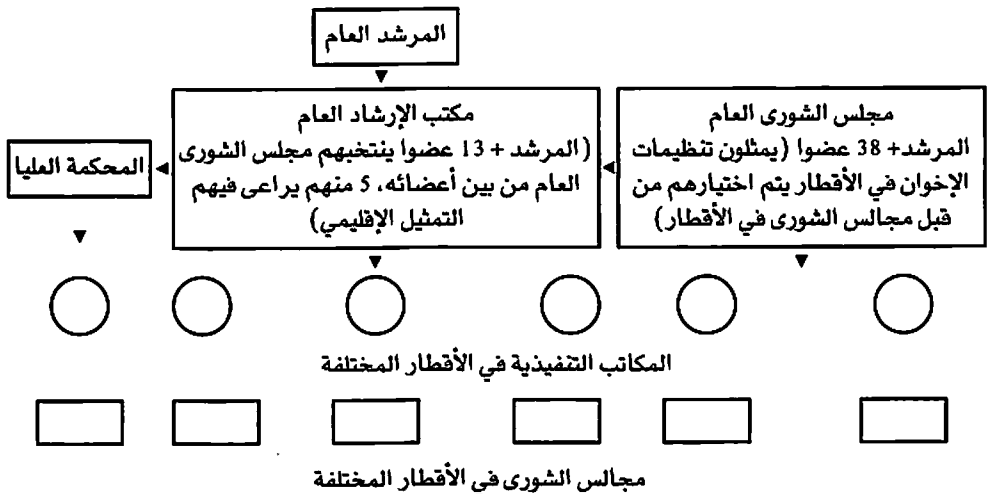 المرشد العام
مجلس الشورى العام
المرشد+ 38 عضوا (يمثلون تنظيمات
الإخوان في الأقطار يتم اختيارهم من
قبل مجالس الشورى في الأقطار)
مكتب الإرشاد العام
(المرشد + 13 عضوا ينتخبهم مجلس الشورى
العام من بين أعضائه، 5 منهم يراعى فيهم
التمثيل الإقليمي)
المحكمة العليا
المكاتب التنفيذية في الأقطار المختلفة
مجالس الشورى في الأقطار المختلفة